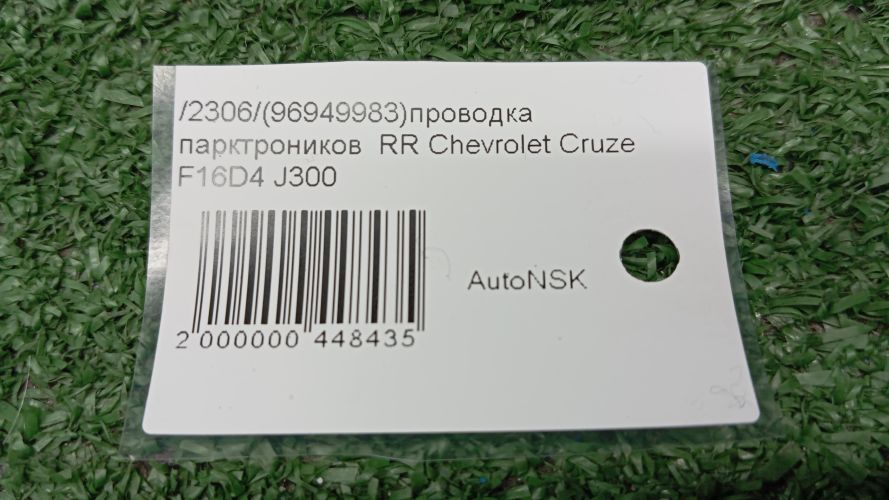 /2306/(96949983)проводка
парктроников RR Chevrolet Cruze
F16D4 J300
AutoNSK
2 000000 448435